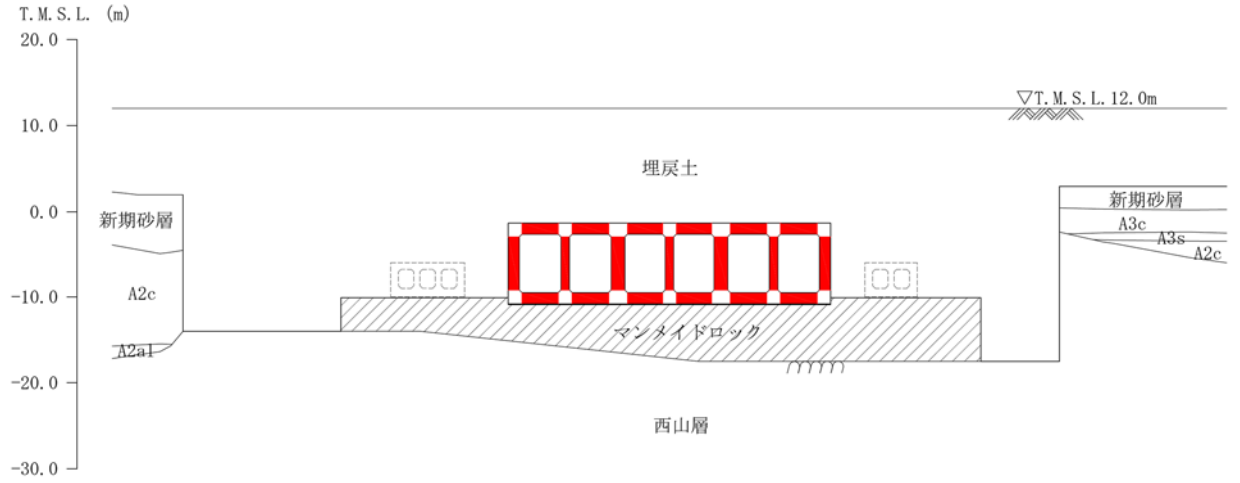 T.M.S.L. (m)
20.0
▽T.M.S.L.12.0m
10.0
埋戻土
0.0
新期砂層
新期砂層
A3c
A3s
A2c
A2c
-10.0
マンメイドロック
A2al
-20.0
西山層
-30.0